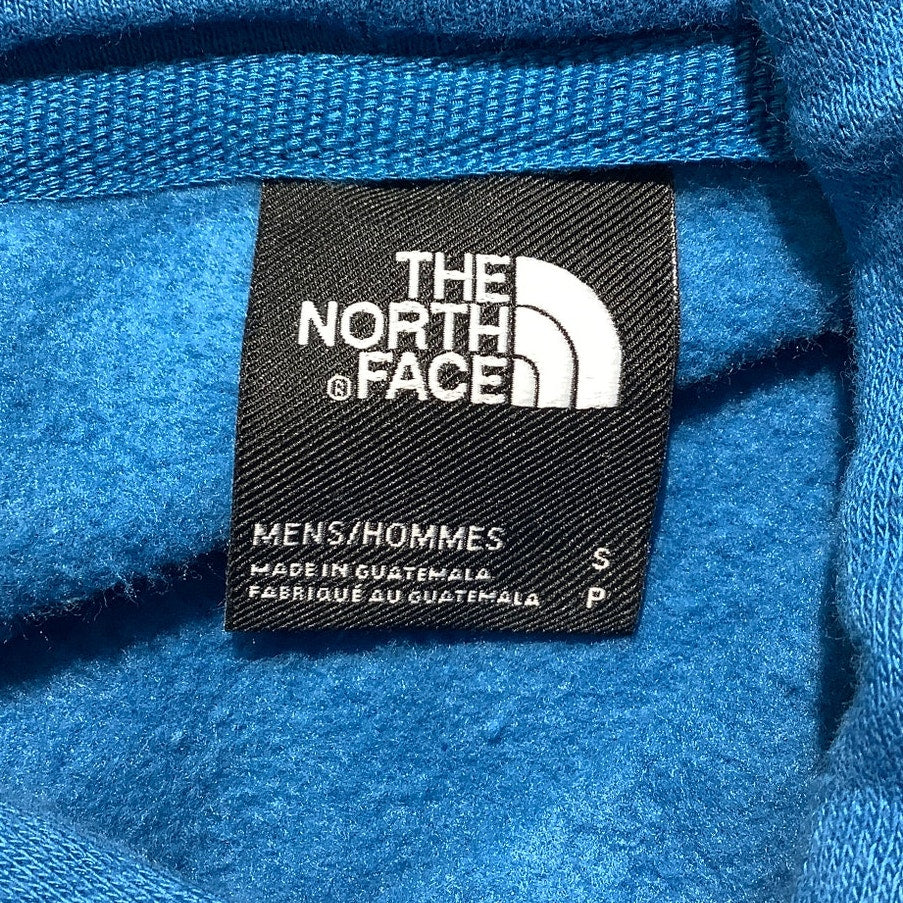 THE
NORTH
® FACE
MENS/HOMMES S
MADE IN GUATEMALA
FABRIQUÉ AU GUATEMALA P